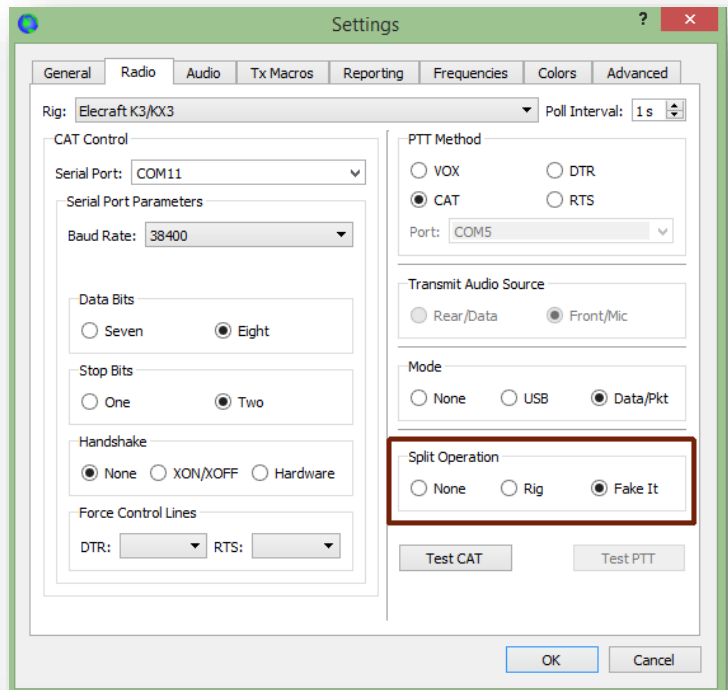 Settings
? ×
General Radio Audio Tx Macros Reporting Frequencies Colors Advanced
Rig: Elecraft K3/KX3 Poll Interval: 1 s
CAT Control
Serial Port: COM11
Serial Port Parameters
Baud Rate: 38400
Data Bits
Seven Eight
Stop Bits
One Two
Handshake
None XON/XOFF Hardware
Force Control Lines
DTR: RTS:
PTT Method
VOX DTR
CAT RTS
Port: COM5
Transmit Audio Source
Rear/Data Front/Mic
Mode
None USB Data/Pkt
Split Operation
None Rig Fake It
Test CAT Test PTT
OK Cancel